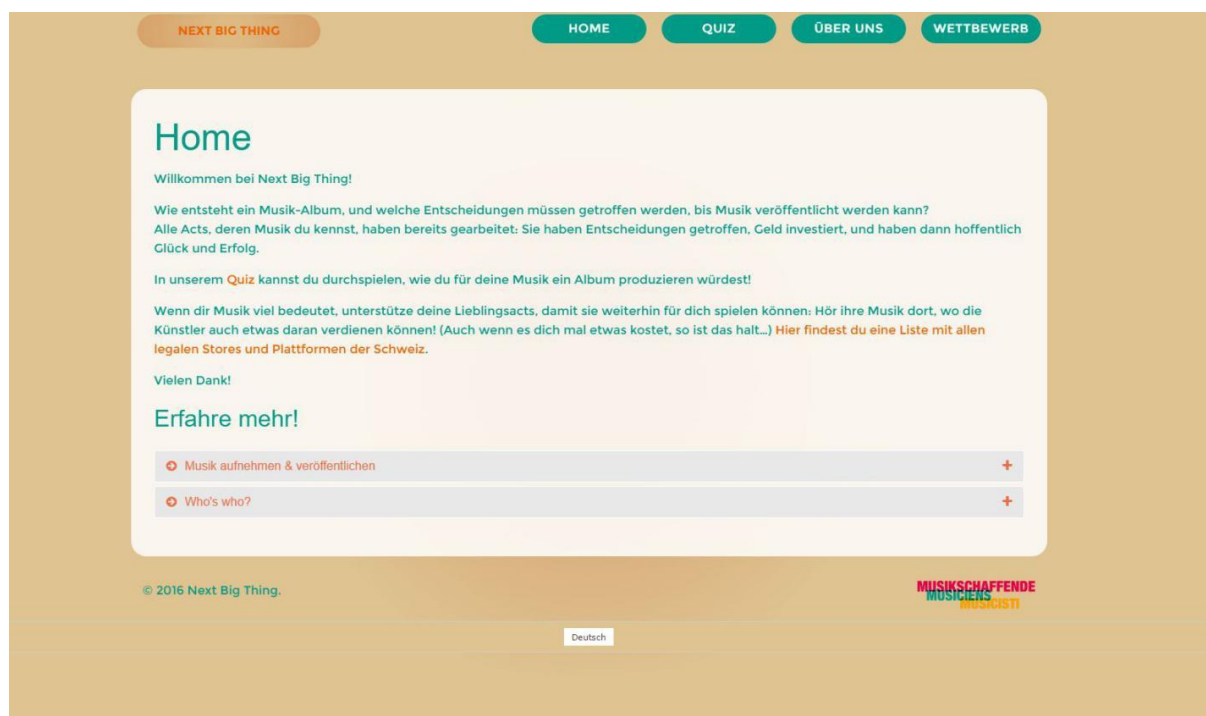 NEXT BIG THING
HOME
QUIZ
ÜBER UNS
WETTBEWERB
Home
Willkommen bei Next Big Thing!
Wie entsteht ein Musik-Album, und welche Entscheidungen müssen getroffen werden, bis Musik veröffentlicht werden kann?
Alle Acts, deren Musik du kennst, haben bereits gearbeitet: Sie haben Entscheidungen getroffen, Geld investiert, und haben dann hoffentlich
Glück und Erfolg.
In unserem Quiz kannst du durchspielen, wie du für deine Musik ein Album produzieren würdest!
Wenn dir Musik viel bedeutet, unterstütze deine Lieblingsacts, damit sie weiterhin für dich spielen können: Hör ihre Musik dort, wo die
Künstler auch etwas daran verdienen können! (Auch wenn es dich mal etwas kostet, so ist das halt...) Hier findest du eine Liste mit allen
legalen Stores und Plattformen der Schweiz.
Vielen Dank!
Erfahre mehr!
Musik aufnehmen & veröffentlichen
Who's who?
© 2016 Next Big Thing.
MUSIKSCHAFFENDE
MUSICIENS
MUSICISTI
Deutsch